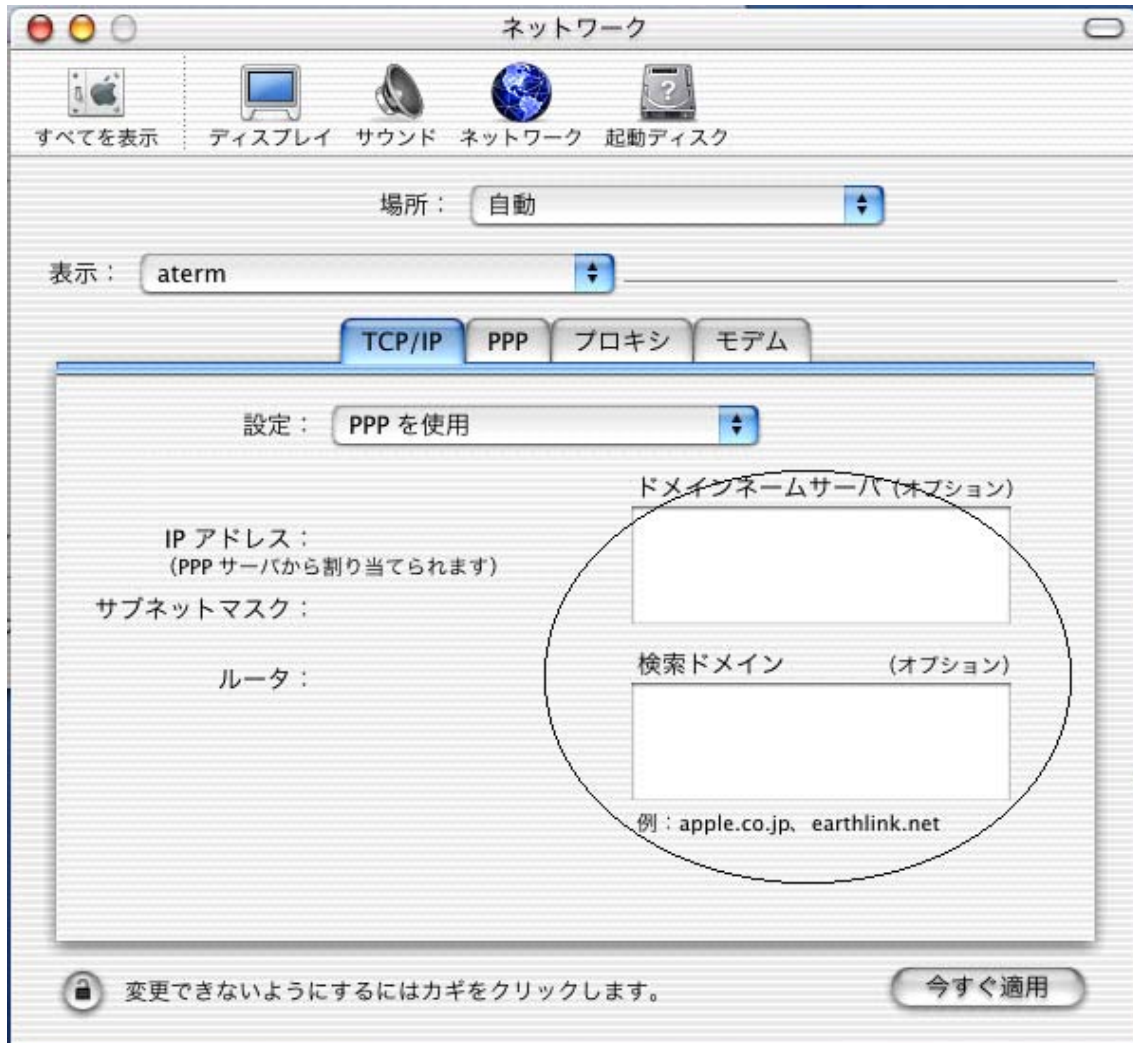 ネットワーク
すべてを表示 ディスプレイ サウンド ネットワーク 起動ディスク
場所： 自動
表示： aterm
TCP/IP PPP プロキシ モデム
設定： PPP を使用
ドメインネームサーバ (オプション)
IP アドレス：
(PPP サーバから割り当てられます)
サブネットマスク：
検索ドメイン (オプション)
ルータ：
例：apple.co.jp、earthlink.net
変更できないようにするにはカギをクリックします。 今すぐ適用